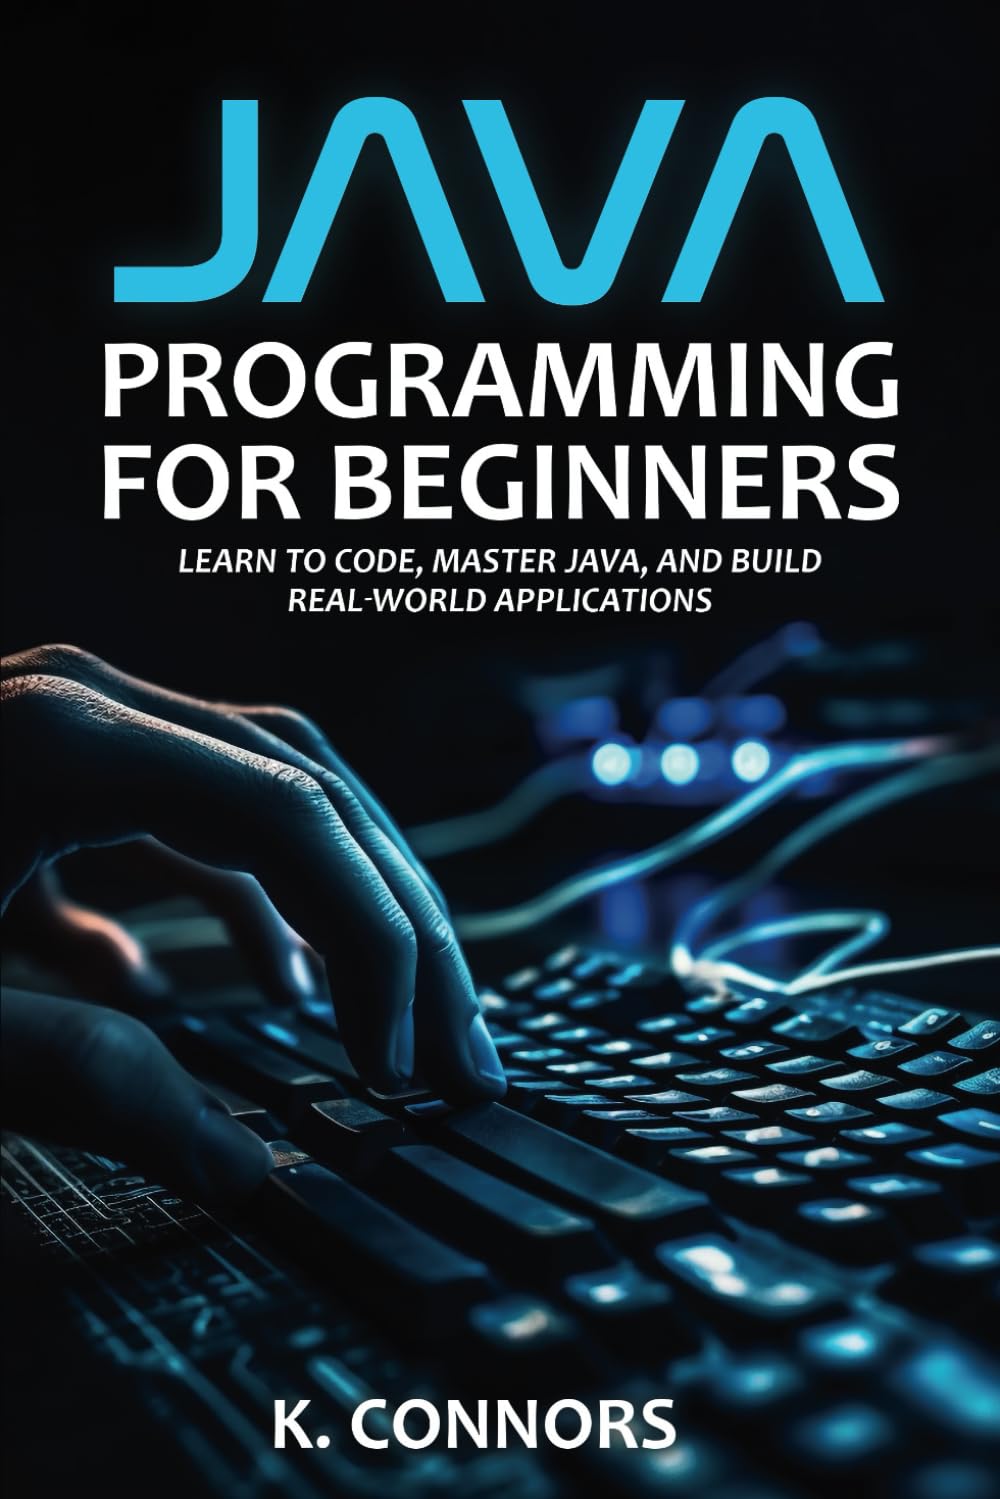 JAVA
PROGRAMMING
FOR BEGINNERS
LEARN TO CODE, MASTER JAVA, AND BUILD
REAL-WORLD APPLICATIONS
K. CONNORS